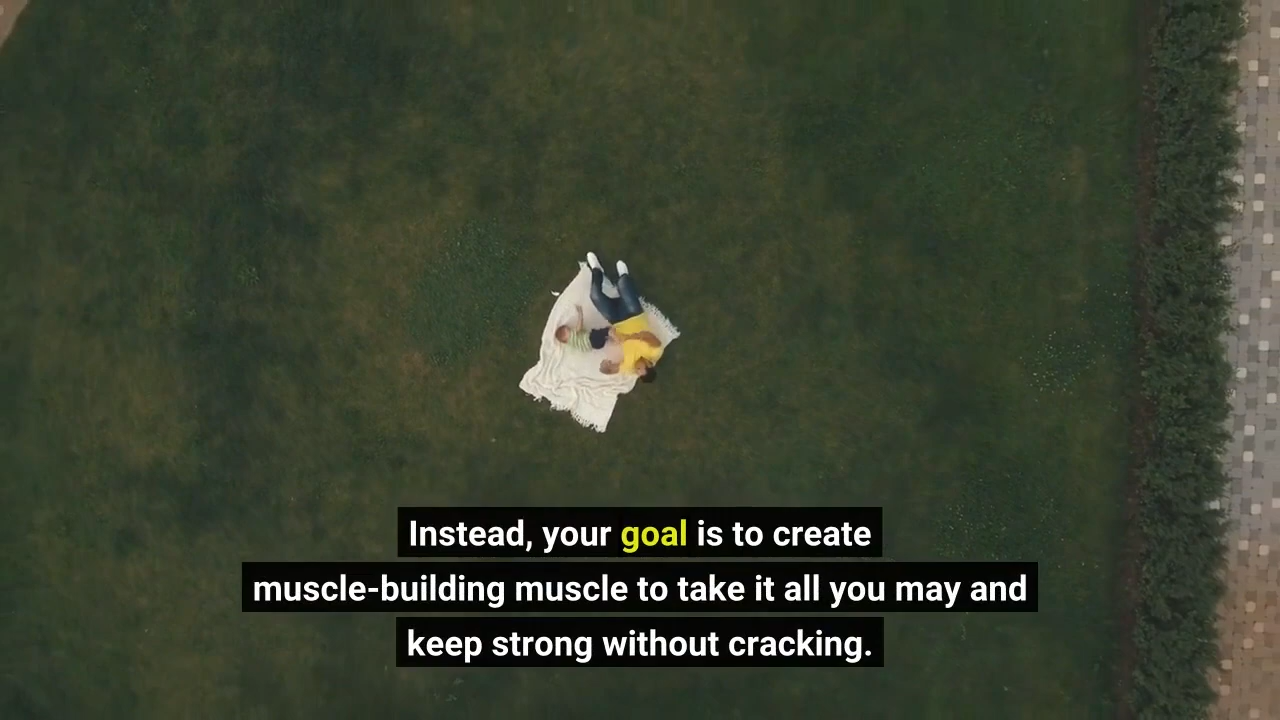 Instead, your goal is to create
muscle-building muscle to take it all you may and
keep strong without cracking.